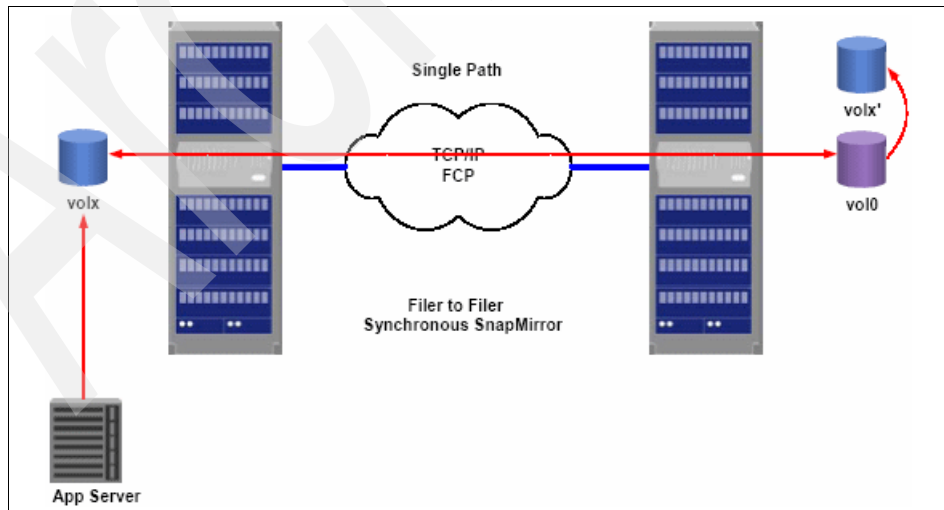 Single Path
volx'
TCP/IP
FCP
volx
vol0
Filer to Filer
Synchronous SnapMirror
App Server